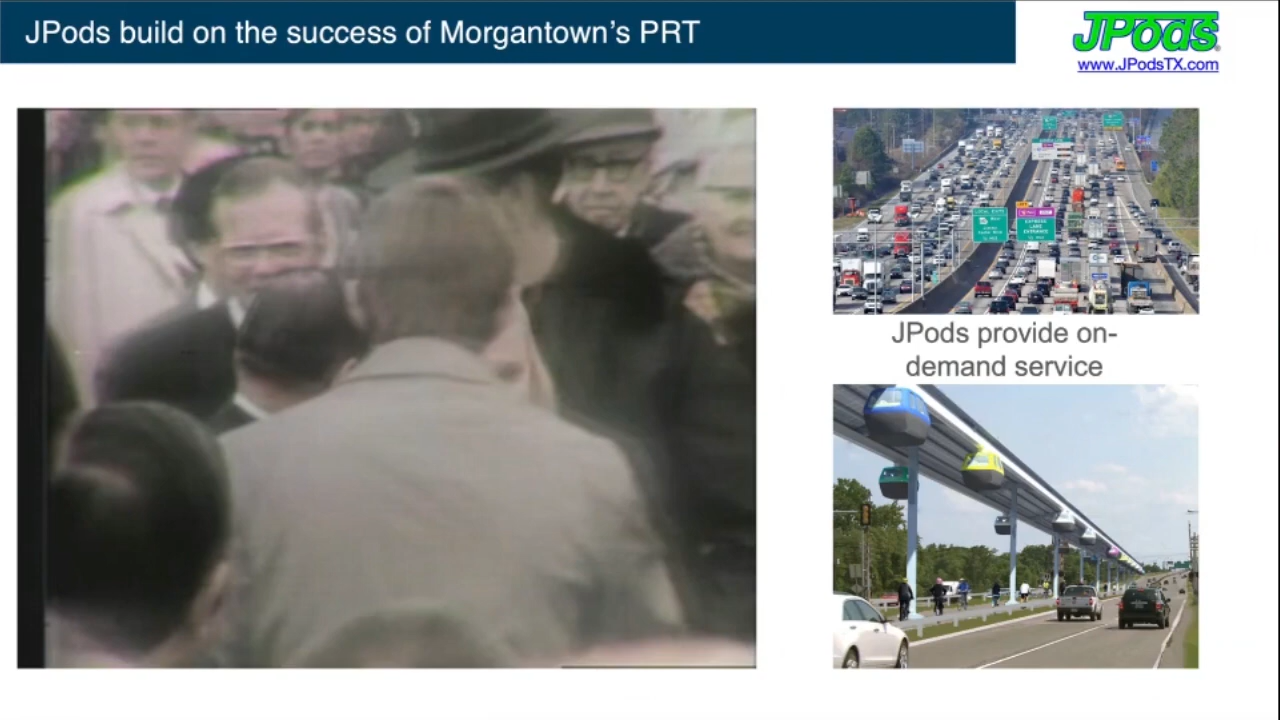 JPods build on the success of Morgantown's PRT
JPods
www.JPodsTX.com
JPods provide on-
demand service